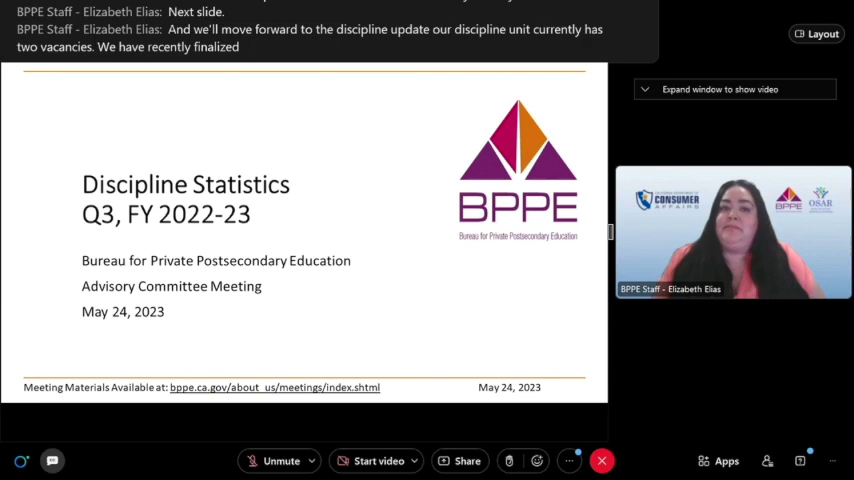 BPPE Staff - Elizabeth Elias: Next slide.
BPPE Staff - Elizabeth Elias: And we'll move forward to the discipline update our discipline unit currently has
two vacancies. We have recently finalized
Layout
Expand window to show video
Discipline Statistics
Q3, FY 2022-23
BPPE
Bureau for Private Postsecondary Education
Bureau for Private Postsecondary Education
Advisory Committee Meeting
May 24, 2023
CONSUMER
AFFAIRS
BPPE
OSAR
BPPE Staff - Elizabeth Elias
Meeting Materials Available at: bppe.ca.gov/about_us/meetings/index.shtml
May 24, 2023
Unmute
Start video
Share
Apps